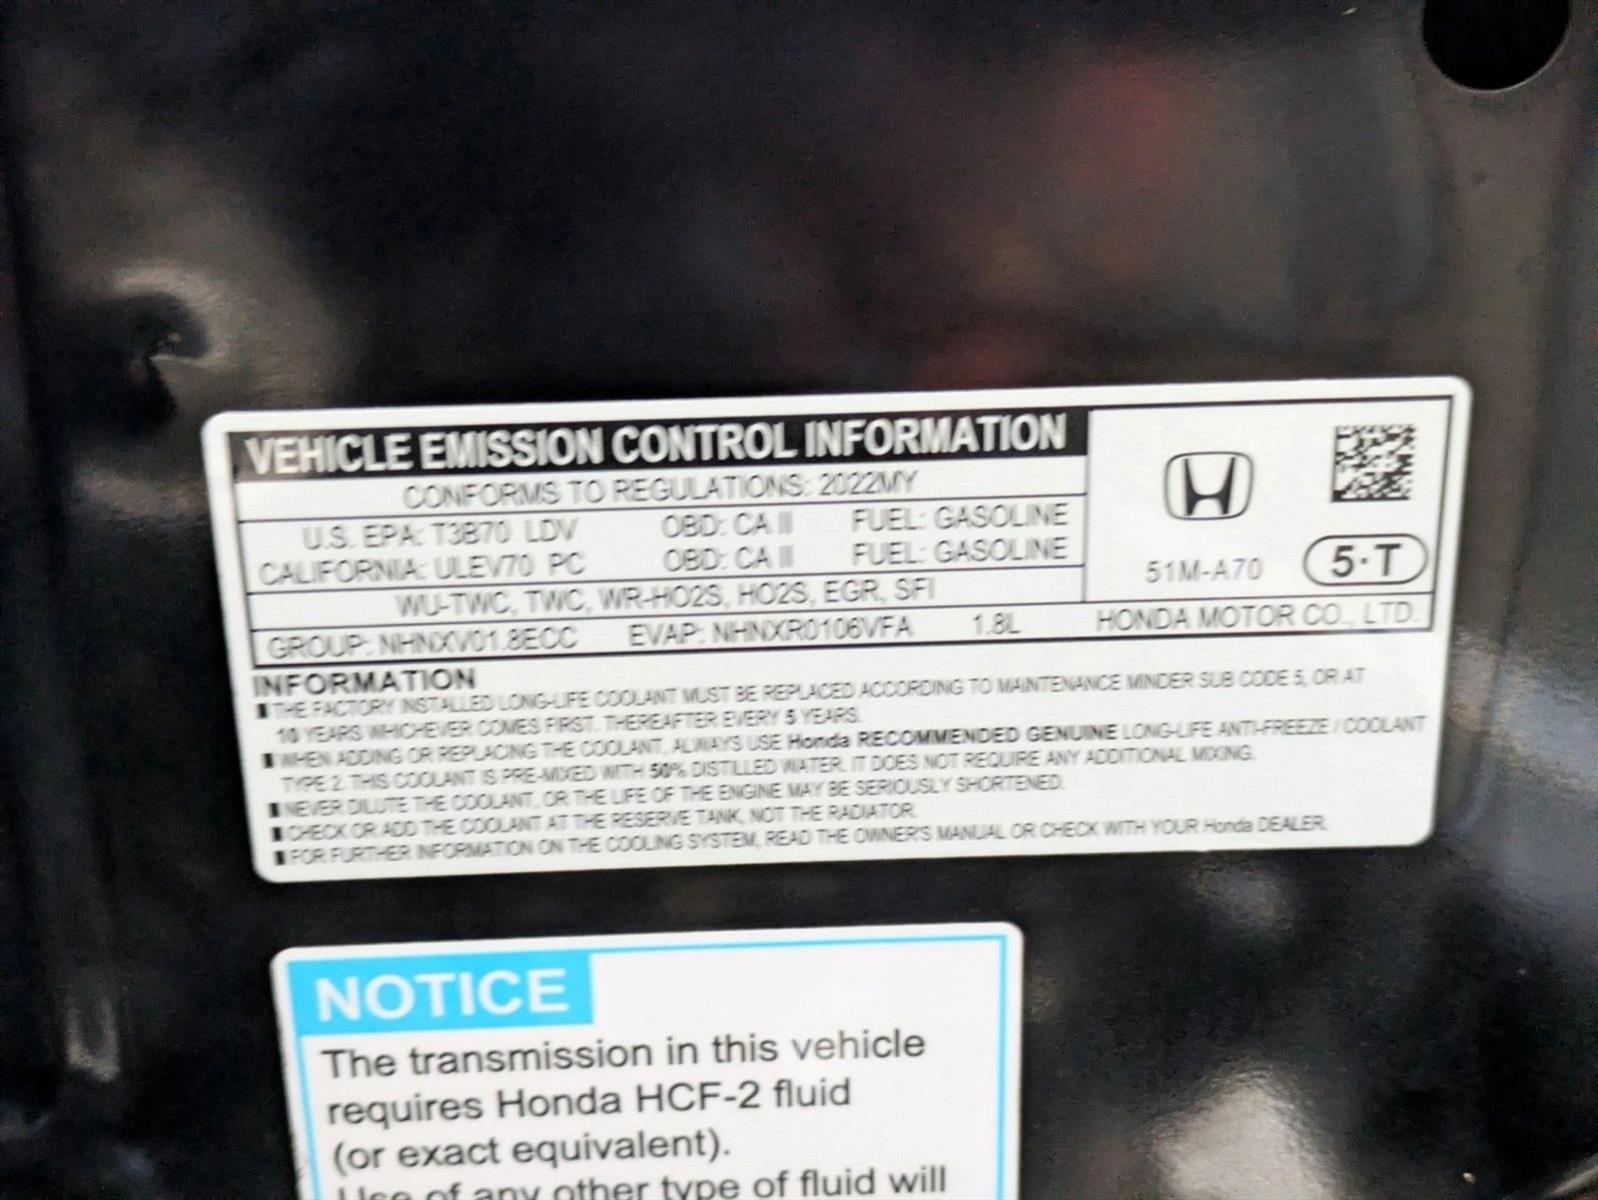 VEHICLE EMISSION CONTROL INFORMATION
CONFORMS TO REGULATIONS: 2022MY
U.S. EPA: T3B70 LDV OBD: CA II FUEL: GASOLINE
CALIFORNIA: ULEV70 PC OBD: CA II FUEL: GASOLINE
WU-TWC, TWC, WR-HO2S, HO2S, EGR, SFI
GROUP: NHNXV01.8ECC EVAP: NHNXR0106VFA 1.8L
51M-A70 5·T
HONDA MOTOR CO., LTD.
INFORMATION
THE FACTORY INSTALLED LONG-LIFE COOLANT MUST BE REPLACED ACCORDING TO MAINTENANCE MINDER SUB CODE 5, OR AT
10 YEARS WHICHEVER COMES FIRST. THEREAFTER EVERY 5 YEARS.
WHEN ADDING OR REPLACING THE COOLANT, ALWAYS USE Honda RECOMMENDED GENUINE LONG-LIFE ANTI-FREEZE / COOLANT
TYPE 2. THIS COOLANT IS PRE-MIXED WITH 50% DISTILLED WATER. IT DOES NOT REQUIRE ANY ADDITIONAL MIXING.
NEVER DILUTE THE COOLANT, OR THE LIFE OF THE ENGINE MAY BE SERIOUSLY SHORTENED.
CHECK OR ADD THE COOLANT AT THE RESERVE TANK, NOT THE RADIATOR.
FOR FURTHER INFORMATION ON THE COOLING SYSTEM, READ THE OWNER'S MANUAL OR CHECK WITH YOUR Honda DEALER.
NOTICE
The transmission in this vehicle
requires Honda HCF-2 fluid
(or exact equivalent).
Use of any other type of fluid will